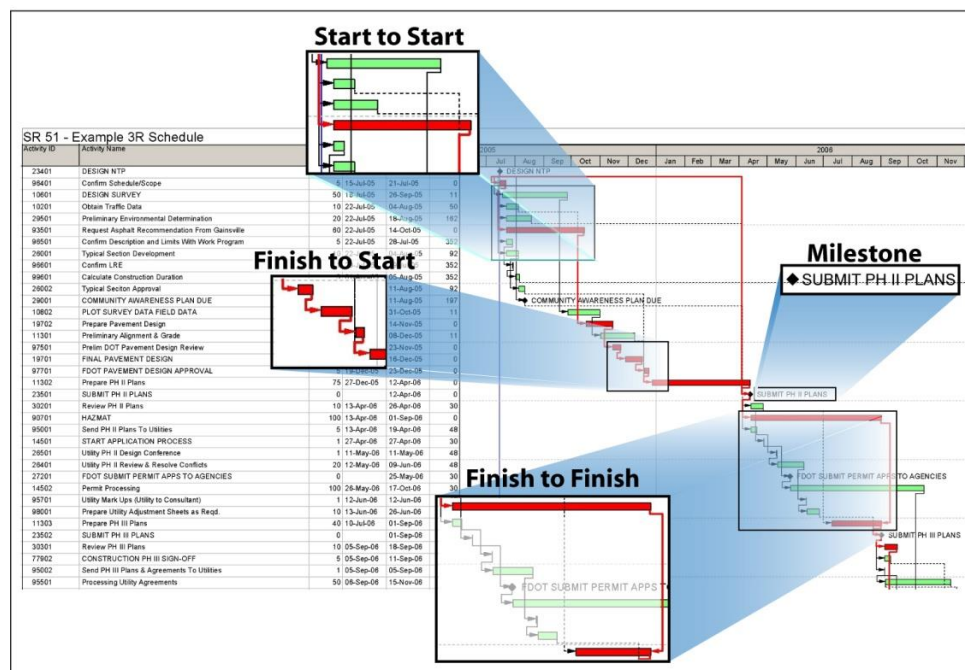 Start to Start
SR 51 - Example 3R Schedule
Activity ID Activity Name 2005 2006
Jul Aug Sep Oct Nov Dec Jan Feb Mar Apr May Jun Jul Aug Sep Oct Nov
23401 DESIGN NTP DESIGN NTP
96401 Confirm Schedule/Scope 5 15-Jul-05 21-Jul-05 0
10601 DESIGN SURVEY 50 26-Sep-05 11
10201 Obtain Traffic Data 10 22-Jul-05 04-Aug-05 50
29501 Preliminary Environmental Determination 20 22-Jul-05 18-Aug-05 182
93501 Request Asphalt Recommendation From Gainsville 60 22-Jul-05 14-Oct-05 0
96501 Confirm Description and Limits With Work Program 5 22-Jul-05 28-Jul-05 352
26001 Typical Section Development 92
96601 Confirm LRE 352
Finish to Start
Milestone
SUBMIT PH II PLANS
99601 Calculate Construction Duration 05-Aug-05 352
26002 Typical Seciton Approval 11-Aug-05 92
29001 COMMUNITY AWARENESS PLAN DUE 11-Aug-05 197 COMMUNITY AWARENESS PLAN DUE
10602 PLOT SURVEY DATA FIELD DATA 31-Oct-05 11
19702 Prepare Pavement Design 14-Nov-05 0
11301 Preliminary Alignment & Grade 08-Dec-05 11
97501 Prelim DOT Pavement Design Review 23-Nov-05 0
19701 FINAL PAVEMENT DESIGN 16-Dec-05 0
97701 FDOT PAVEMENT DESIGN APPROVAL 5 19-Dec-05 23-Dec-05 0
11302 Prepare PH II Plans 75 27-Dec-05 12-Apr-06 0
23501 SUBMIT PH II PLANS 0 12-Apr-06 0 SUBMIT PH II PLANS
30201 Review PH II Plans 10 13-Apr-06 26-Apr-06 30
90701 HAZMAT 100 13-Apr-06 01-Sep-06 0
95001 Send PH II Plans To Utilities 5 13-Apr-06 19-Apr-06 48
14501 START APPLICATION PROCESS 1 27-Apr-06 27-Apr-06 30
26501 Utility PH II Design Conference 1 11-May-06 11-May-06 48
26401 Utility PH II Review & Resolve Conflicts 20 12-May-06 09-Jun-06 48
27201 FDOT SUBMIT PERMIT APPS TO AGENCIES 0 25-May-06 30 FDOT SUBMIT PERMIT APPS TO AGENCIES
Finish to Finish
14502 Permit Processing 100 26-May-06 17-Oct-06 30
95701 Utility Mark Ups (Utility to Consultant) 1 12-Jun-06 12-Jun-06
98001 Prepare Utility Adjustment Sheets as Reqd. 10 13-Jun-06 26-Jun-06
11303 Prepare PH III Plans 40 10-Jul-06 01-Sep-06
23502 SUBMIT PH III PLANS 0 01-Sep-06 SUBMIT PH III PLANS
30301 Review PH III Plans 10 05-Sep-06 18-Sep-06
77902 CONSTRUCTION PH III SIGN-OFF 5 05-Sep-06 11-Sep-06
95002 Send PH III Plans & Agreements To Utilities 1 05-Sep-06 05-Sep-06
95501 Processing Utility Agreements 50 06-Sep-06 15-Nov-06
FDOT SUBMIT PERMIT APPS TO